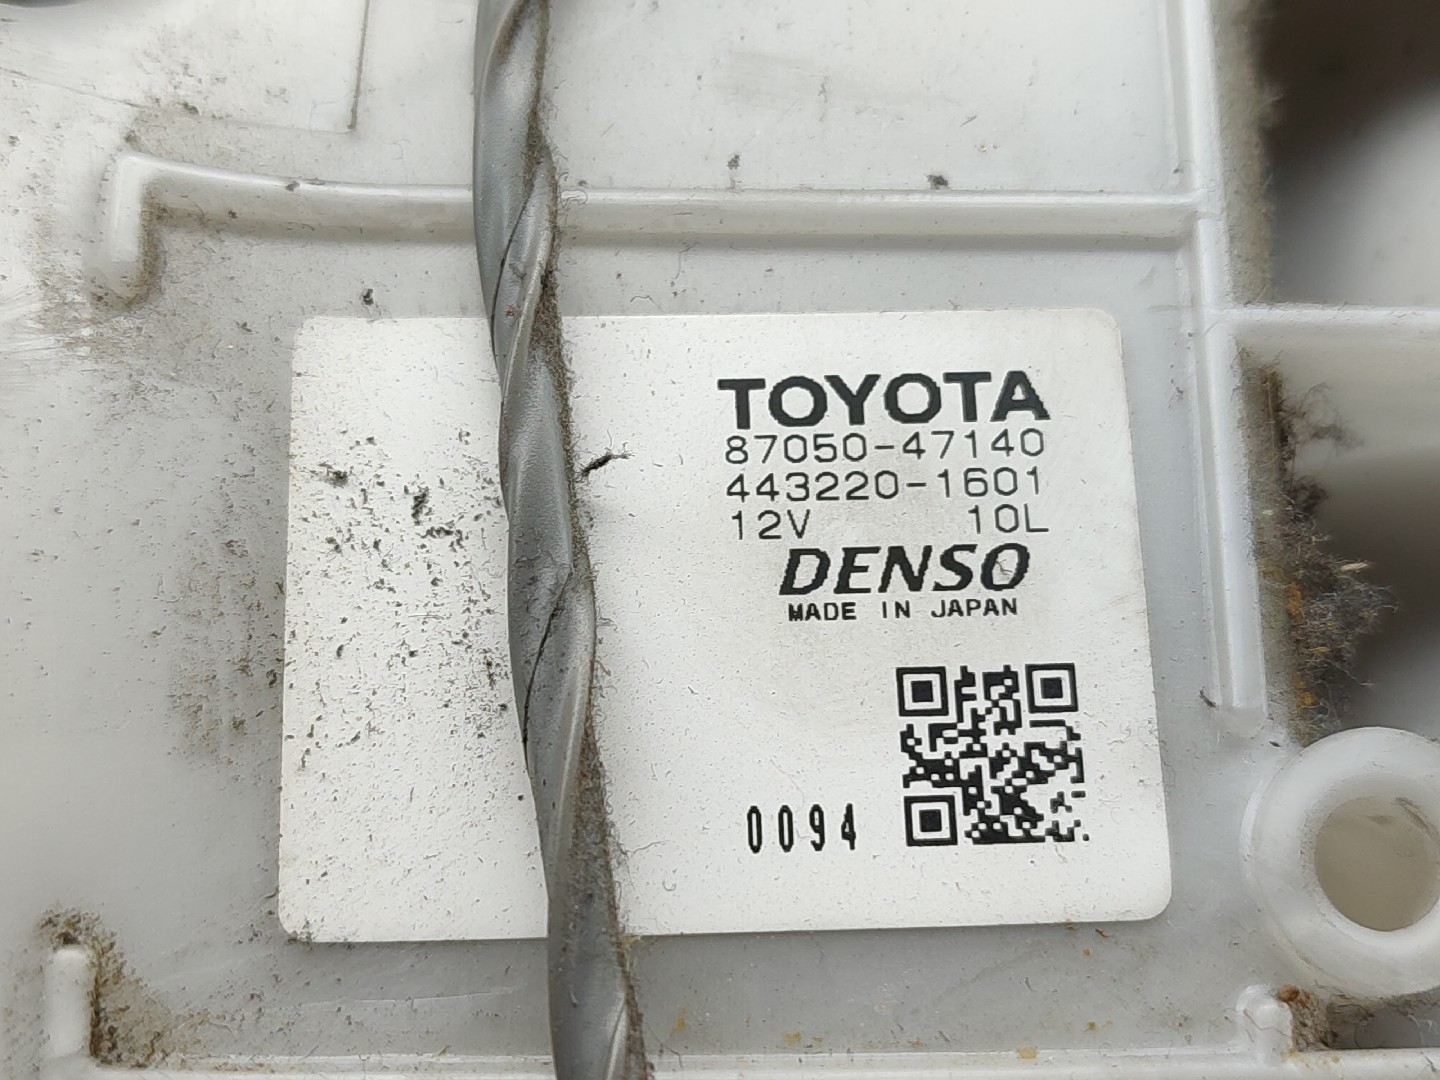 TOYOTA
87050-47140
443220-1601
12V 10L
DENSO
MADE IN JAPAN
0094